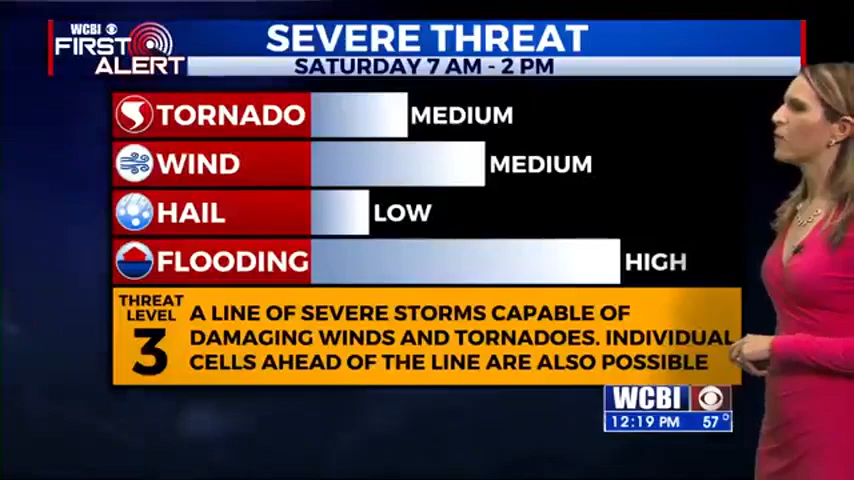 WCBI
FIRST
ALERT
SEVERE THREAT
SATURDAY 7 AM - 2 PM
TORNADO MEDIUM
WIND MEDIUM
HAIL LOW
FLOODING HIGH
THREAT
LEVEL
3
A LINE OF SEVERE STORMS CAPABLE OF
DAMAGING WINDS AND TORNADOES. INDIVIDUAL
CELLS AHEAD OF THE LINE ARE ALSO POSSIBLE
WCBI
12:19 PM 57°